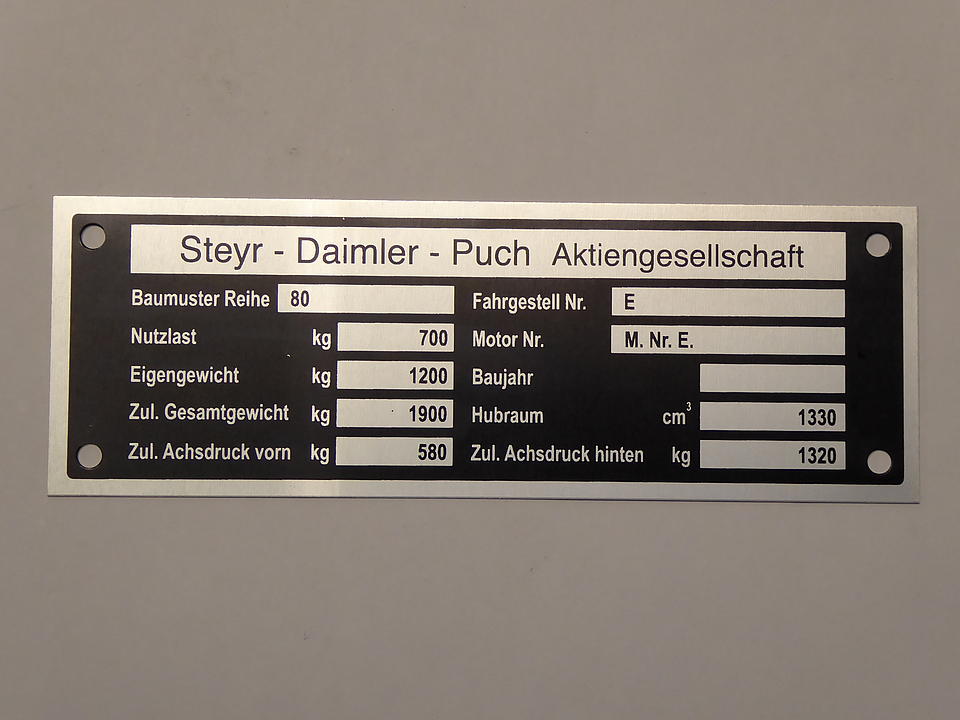 Steyr - Daimler - Puch Aktiengesellschaft
Baumuster Reihe 80 Fahrgestell Nr. E
Nutzlast kg 700 Motor Nr. M. Nr. E.
Eigengewicht kg 1200 Baujahr
Zul. Gesamtgewicht kg 1900 Hubraum cm³ 1330
Zul. Achsdruck vorn kg 580 Zul. Achsdruck hinten kg 1320